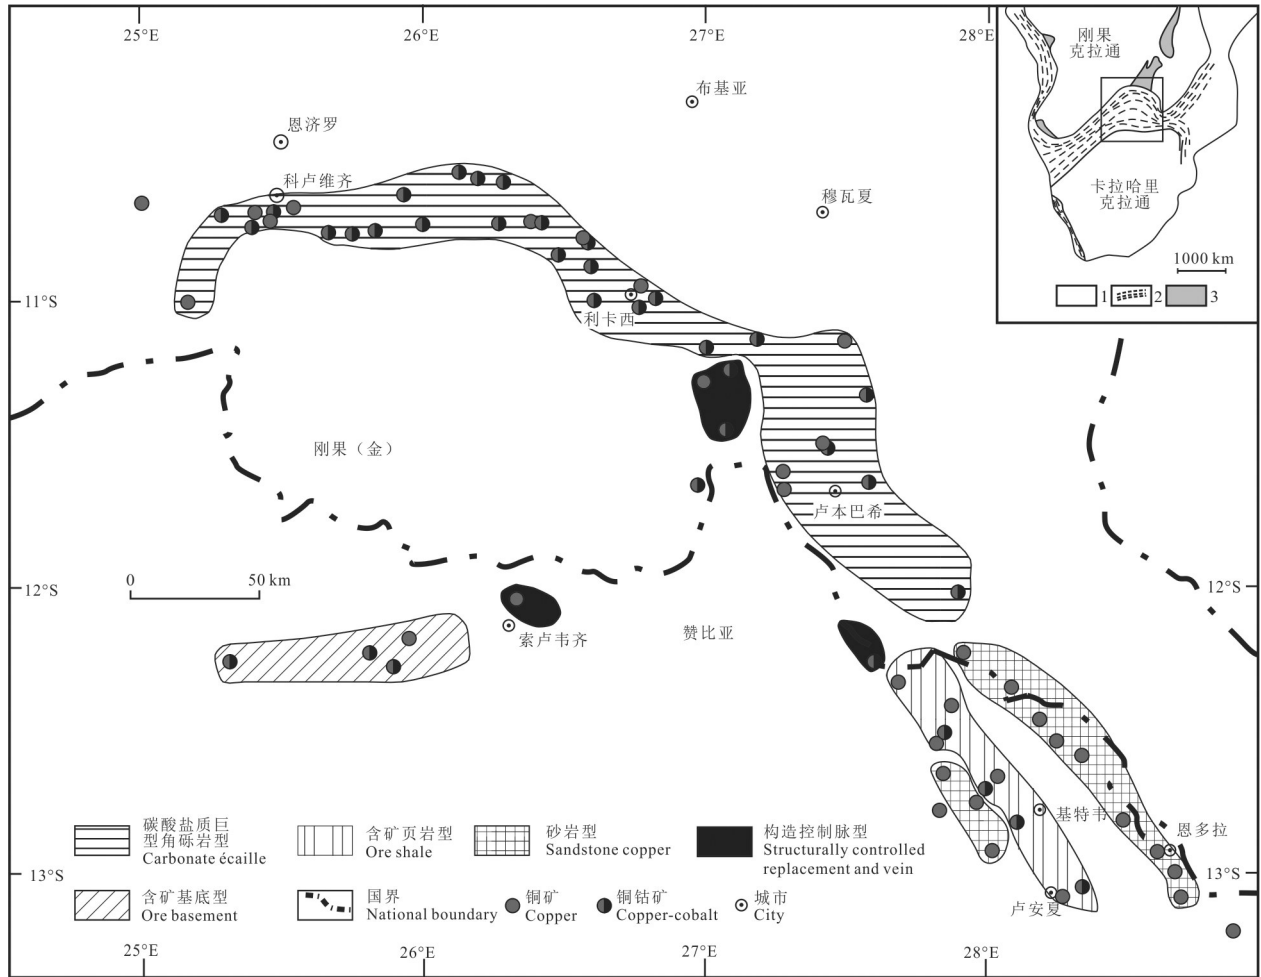 25°E
26°E
27°E
28°E
刚果
克拉通
卡拉哈里
克拉通
1000 km
1
2
3
布基亚
恩济罗
科卢维齐
穆瓦夏
11°S
利卡西
刚果（金）
卢本巴希
0
50 km
12°S
12°S
索卢韦齐
赞比亚
基特韦
恩多拉
13°S
13°S
卢安夏
碳酸盐质巨
型角砾岩型
Carbonate écaille
含矿页岩型
Ore shale
砂岩型
Sandstone copper
构造控制脉型
Structurally controlled
replacement and vein
含矿基底型
Ore basement
国界
National boundary
铜矿
Copper
铜钴矿
Copper-cobalt
城市
City
25°E
26°E
27°E
28°E